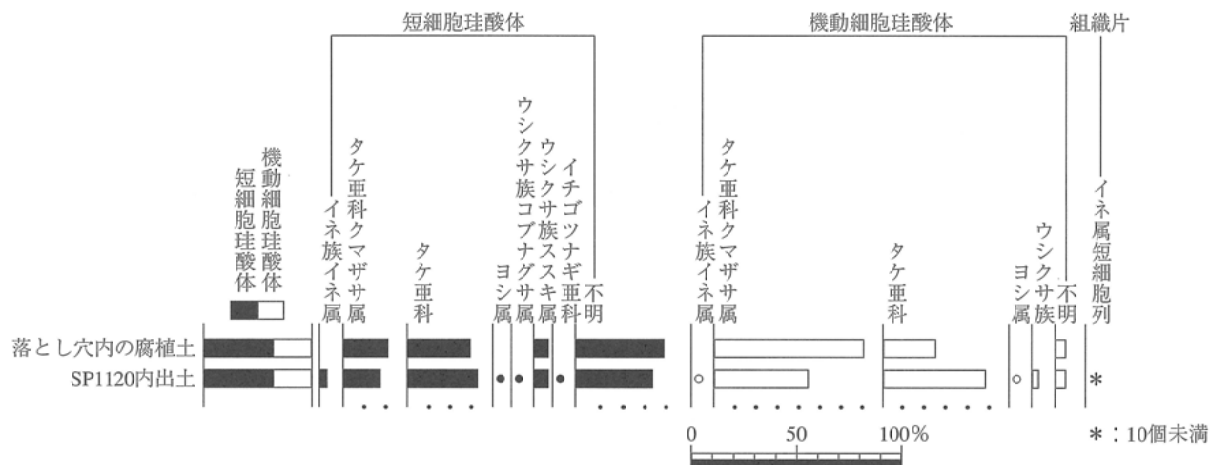 短細胞珪酸体
機動細胞珪酸体
組織片
機動細胞珪酸体
短細胞珪酸体
イネ族イネ属
タケ亜科クマザサ属
タケ亜科
ヨシ属
ウシクサ族コブナグサ属
ウシクサ族ススキ属
イチゴツナギ亜科
不明
イネ族イネ属
タケ亜科クマザサ属
タケ亜科
ヨシ属
ウシクサ族
不明
イネ属短細胞列
落とし穴内の腐植土
SP1120内出土
*
0 50 100%
*：10個未満